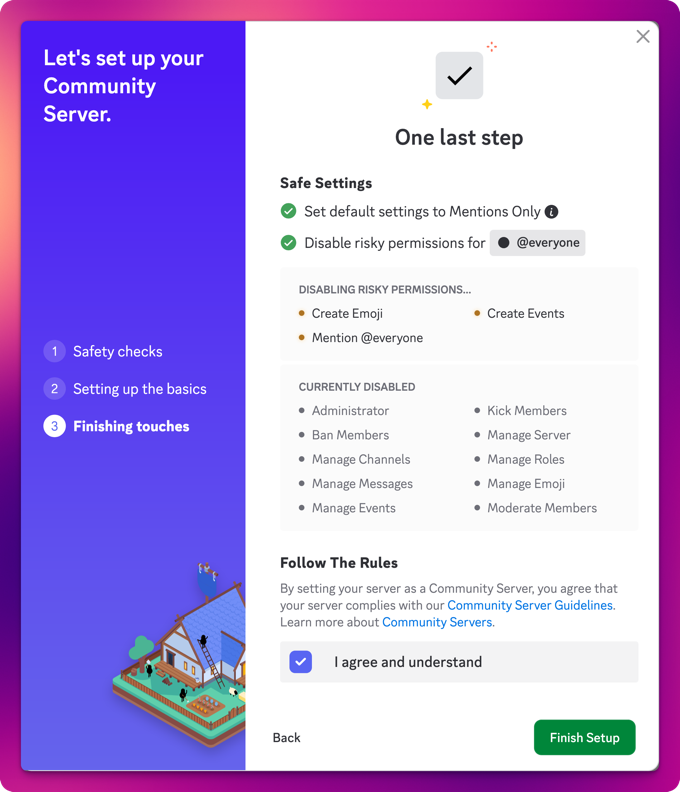 Let's set up your
Community
Server.
1 Safety checks
2 Setting up the basics
3 Finishing touches
One last step
Safe Settings
Set default settings to Mentions Only i
Disable risky permissions for @everyone
DISABLING RISKY PERMISSIONS...
Create Emoji Create Events
Mention @everyone
CURRENTLY DISABLED
Administrator Kick Members
Ban Members Manage Server
Manage Channels Manage Roles
Manage Messages Manage Emoji
Manage Events Moderate Members
Follow The Rules
By setting your server as a Community Server, you agree that
your server complies with our Community Server Guidelines.
Learn more about Community Servers.
I agree and understand
Back Finish Setup